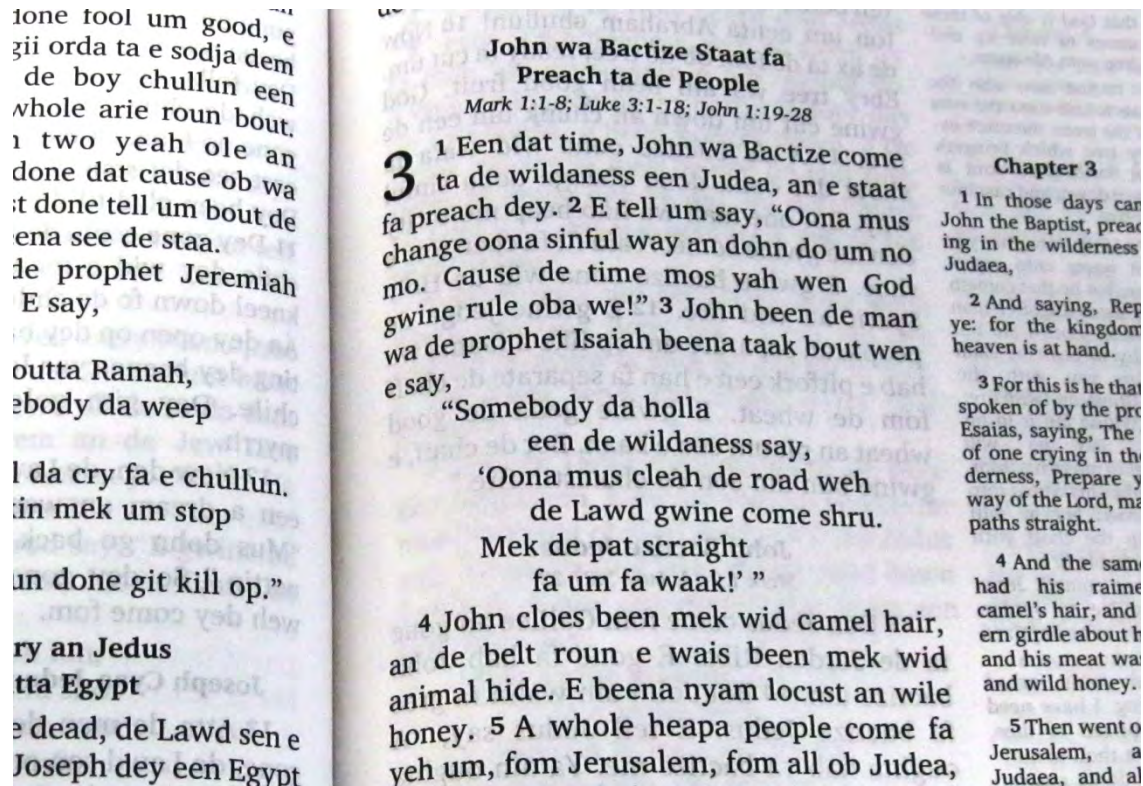 done fool um good, e
gii orda ta e sodja dem
de boy chullun een
whole arie roun bout.
two yeah ole an
done dat cause ob wa
done tell um bout de
see de staa.
de prophet Jeremiah
E say,
outta Ramah,
da weep
da cry fa e chullun.
mek um stop
done git kill op.”
an Jedus
Egypt
dead, de Lawd sen e
Joseph dey een Egypt
John wa Bactize Staat fa
Preach ta de People
Mark 1:1-8; Luke 3:1-18; John 1:19-28
3 1 Een dat time, John wa Bactize come
ta de wildaness een Judea, an e staat
fa preach dey. 2 E tell um say, “Oona mus
change oona sinful way an dohn do um no
mo. Cause de time mos yah wen God
gwine rule oba we!” 3 John been de man
wa de prophet Isaiah beena taak bout wen
e say,
“Somebody da holla
een de wildaness say,
‘Oona mus cleah de road weh
de Lawd gwine come shru.
Mek de pat scraight
fa um fa waak!’ ”
4 John cloes been mek wid camel hair,
an de belt roun e wais been mek wid
animal hide. E beena nyam locust an wile
honey. 5 A whole heapa people come fa
yeh um, fom Jerusalem, fom all ob Judea,
Chapter 3
1 In those days
John the Baptist, preac
ing in the wilderness
Judaea,
2 And saying, Rep
ye: for the kingdom
heaven is at hand.
3 For this is he
spoken of by the
Esaias, saying, The
of one crying in
derness, Prepare
way of the Lord,
paths straight.
4 And the same
had his
camel’s hair; and
ern girdle about
and his meat
and wild honey.
5 Then went
Jerusalem,
Judaea, and